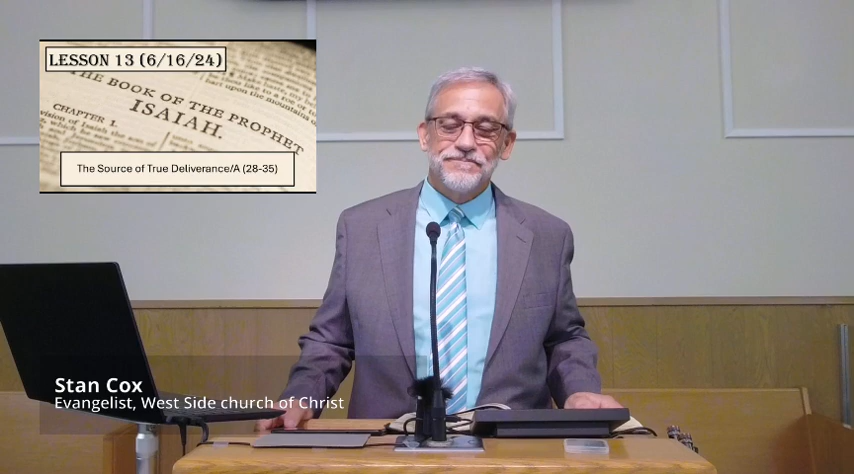 LESSON 13 (6/16/24)
THE BOOK OF THE PROPHET
ISAIAH.
CHAPTER 1.
The Source of True Deliverance/A (28-35)
Stan Cox
Evangelist, West Side church of Christ